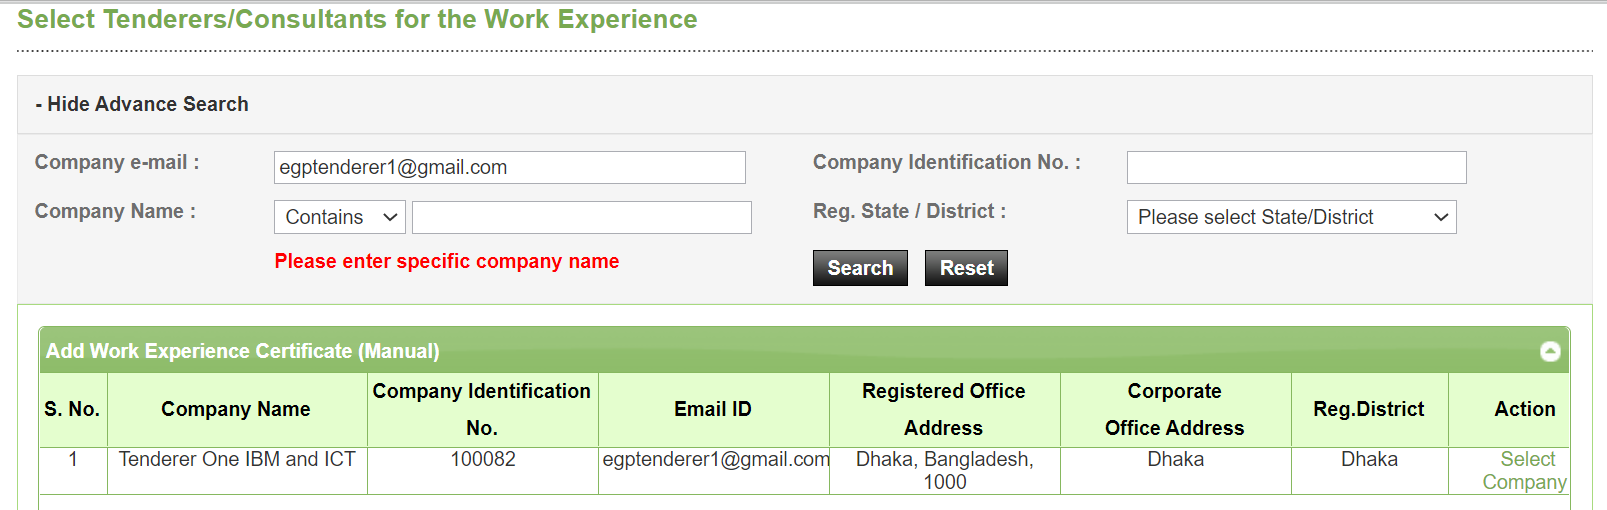 Select Tenderers/Consultants for the Work Experience
- Hide Advance Search
Company e-mail : egptenderer1@gmail.com Company Identification No. :
Company Name : Contains Reg. State / District : Please select State/District
Please enter specific company name Search Reset
Add Work Experience Certificate (Manual)
S. No. Company Name Company Identification No. Email ID Registered Office Address Corporate Office Address Reg.District Action
1 Tenderer One IBM and ICT 100082 egptenderer1@gmail.com Dhaka, Bangladesh, 1000 Dhaka Dhaka Select Company